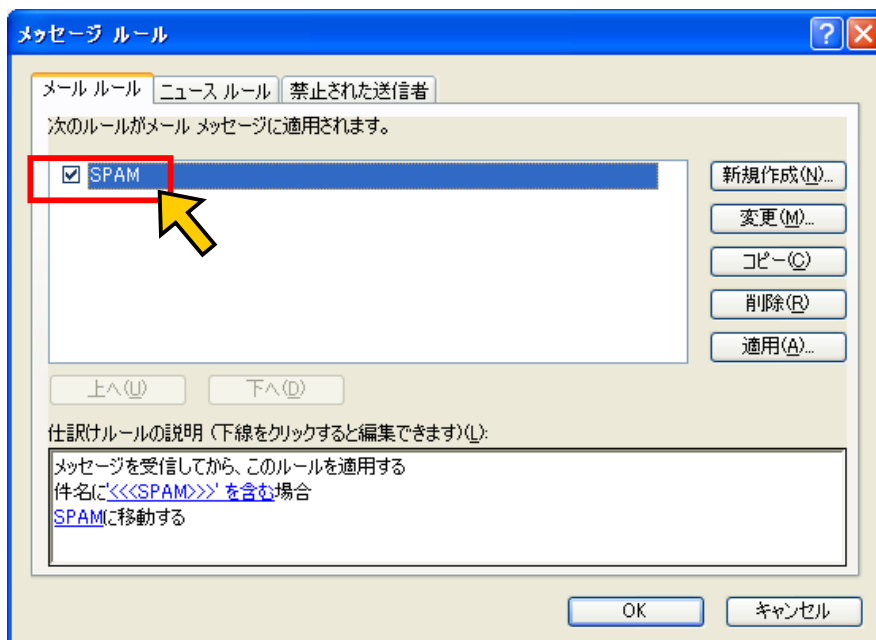 メッセージ ルール
メール ルール ニュース ルール 禁止された送信者
次のルールがメール メッセージに適用されます。
SPAM
新規作成(N)...
変更(M)...
コピー(C)
削除(R)
適用(A)...
上へ(U) 下へ(D)
仕訳けルールの説明 (下線をクリックすると編集できます)(L):
メッセージを受信してから、このルールを適用する
件名に'<<<SPAM>>>' を含む場合
SPAMに移動する
OK キャンセル